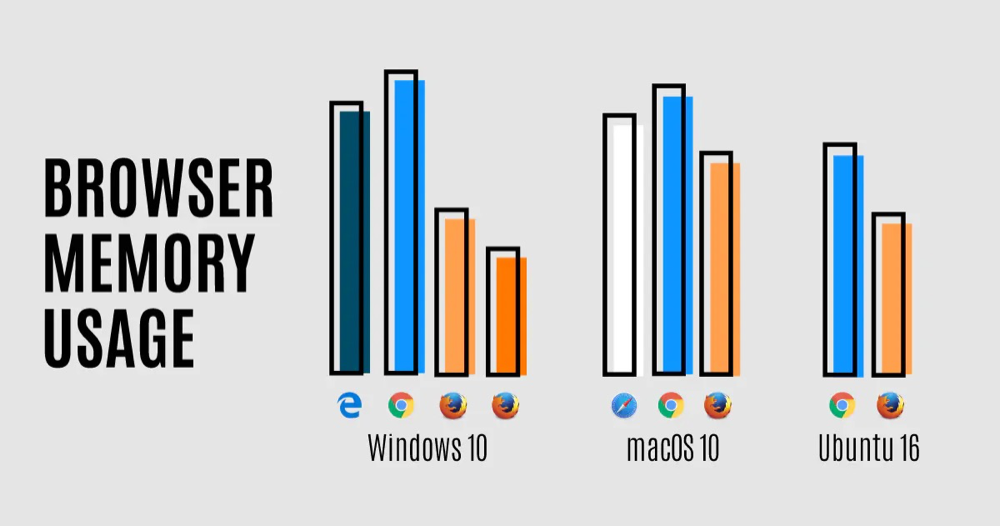 BROWSER
MEMORY
USAGE
Windows 10
macOS 10
Ubuntu 16